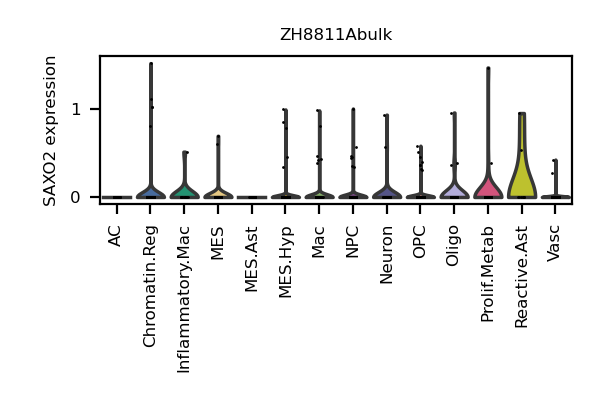 ZH8811Abulk
SAXO2 expression
1
0
AC
Chromatin.Reg
Inflammatory.Mac
MES
MES.Ast
MES.Hyp
Mac
NPC
Neuron
OPC
Oligo
Prolif.Metab
Reactive.Ast
Vasc